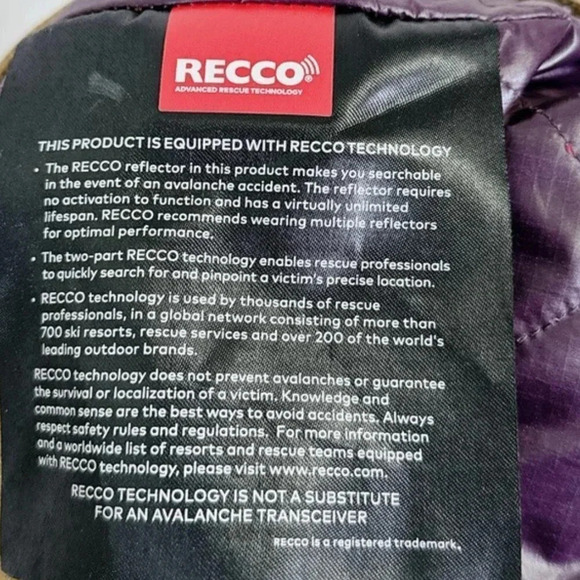 RECCO®
ADVANCED RESCUE TECHNOLOGY
THIS PRODUCT IS EQUIPPED WITH RECCO TECHNOLOGY
• The RECCO reflector in this product makes you searchable
in the event of an avalanche accident. The reflector requires
no activation to function and has a virtually unlimited
lifespan. RECCO recommends wearing multiple reflectors
for optimal performance.
• The two-part RECCO technology enables rescue professionals
to quickly search for and pinpoint a victim's precise location.
• RECCO technology is used by thousands of rescue
professionals, in a global network consisting of more than
700 ski resorts, rescue services and over 200 of the world's
leading outdoor brands.
RECCO technology does not prevent avalanches or guarantee
the survival or localization of a victim. Knowledge and
common sense are the best ways to avoid accidents. Always
respect safety rules and regulations. For more information
and a worldwide list of resorts and rescue teams equipped
with RECCO technology, please visit www.recco.com.
RECCO TECHNOLOGY IS NOT A SUBSTITUTE
FOR AN AVALANCHE TRANSCEIVER
RECCO is a registered trademark.